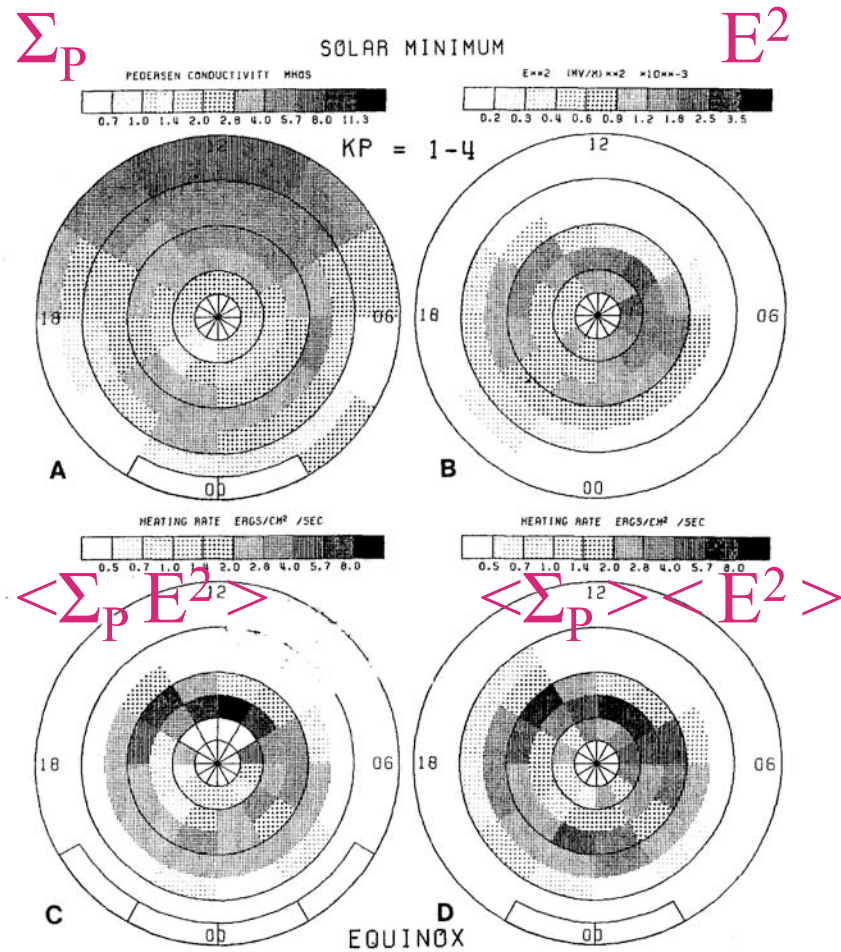 Σ_P
E²
SOLAR MINIMUM
PEDERSEN CONDUCTIVITY MHOS
0.7 1.0 1.4 2.0 2.8 4.0 5.7 8.0 11.3
E**2 (MV/M)**2 *10**-3
0.2 0.3 0.4 0.6 0.9 1.2 1.8 2.5 3.5
KP = 1-4
12
18
06
00
A
12
18
06
00
B
HEATING RATE ERGS/CM² /SEC
0.5 0.7 1.0 1.4 2.0 2.8 4.0 5.7 8.0
HEATING RATE ERGS/CM² /SEC
0.5 0.7 1.0 1.4 2.0 2.8 4.0 5.7 8.0
<Σ_P E²>
<Σ_P> <E²>
12
18
06
00
C
12
18
06
00
D
EQUINOX